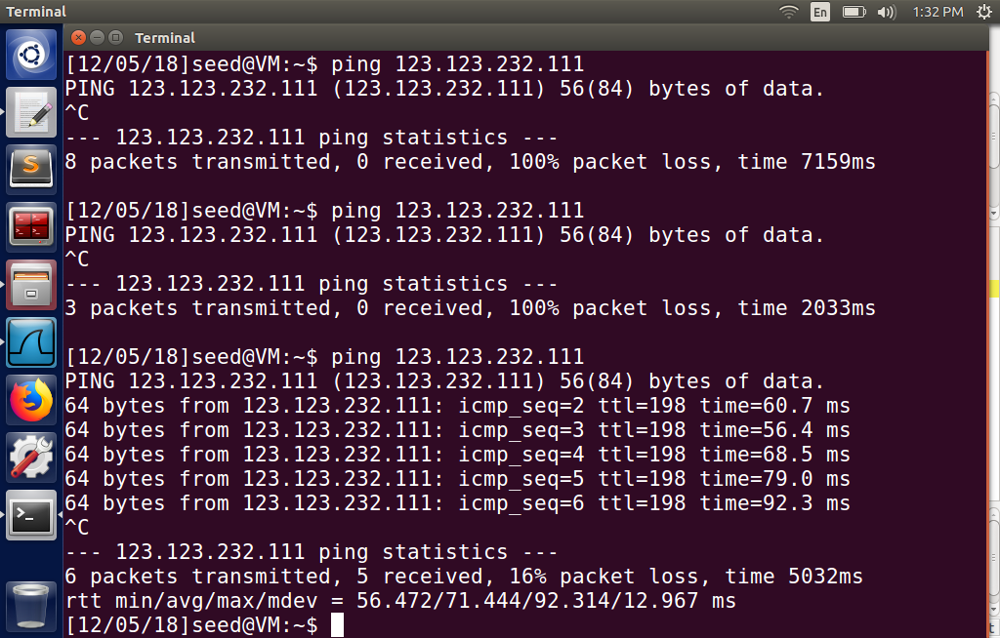 Terminal
En
1:32 PM
Terminal
[12/05/18]seed@VM:~$ ping 123.123.232.111
PING 123.123.232.111 (123.123.232.111) 56(84) bytes of data.
^C
--- 123.123.232.111 ping statistics ---
8 packets transmitted, 0 received, 100% packet loss, time 7159ms
[12/05/18]seed@VM:~$ ping 123.123.232.111
PING 123.123.232.111 (123.123.232.111) 56(84) bytes of data.
^C
--- 123.123.232.111 ping statistics ---
3 packets transmitted, 0 received, 100% packet loss, time 2033ms
[12/05/18]seed@VM:~$ ping 123.123.232.111
PING 123.123.232.111 (123.123.232.111) 56(84) bytes of data.
64 bytes from 123.123.232.111: icmp_seq=2 ttl=198 time=60.7 ms
64 bytes from 123.123.232.111: icmp_seq=3 ttl=198 time=56.4 ms
64 bytes from 123.123.232.111: icmp_seq=4 ttl=198 time=68.5 ms
64 bytes from 123.123.232.111: icmp_seq=5 ttl=198 time=79.0 ms
64 bytes from 123.123.232.111: icmp_seq=6 ttl=198 time=92.3 ms
^C
--- 123.123.232.111 ping statistics ---
6 packets transmitted, 5 received, 16% packet loss, time 5032ms
rtt min/avg/max/mdev = 56.472/71.444/92.314/12.967 ms
[12/05/18]seed@VM:~$